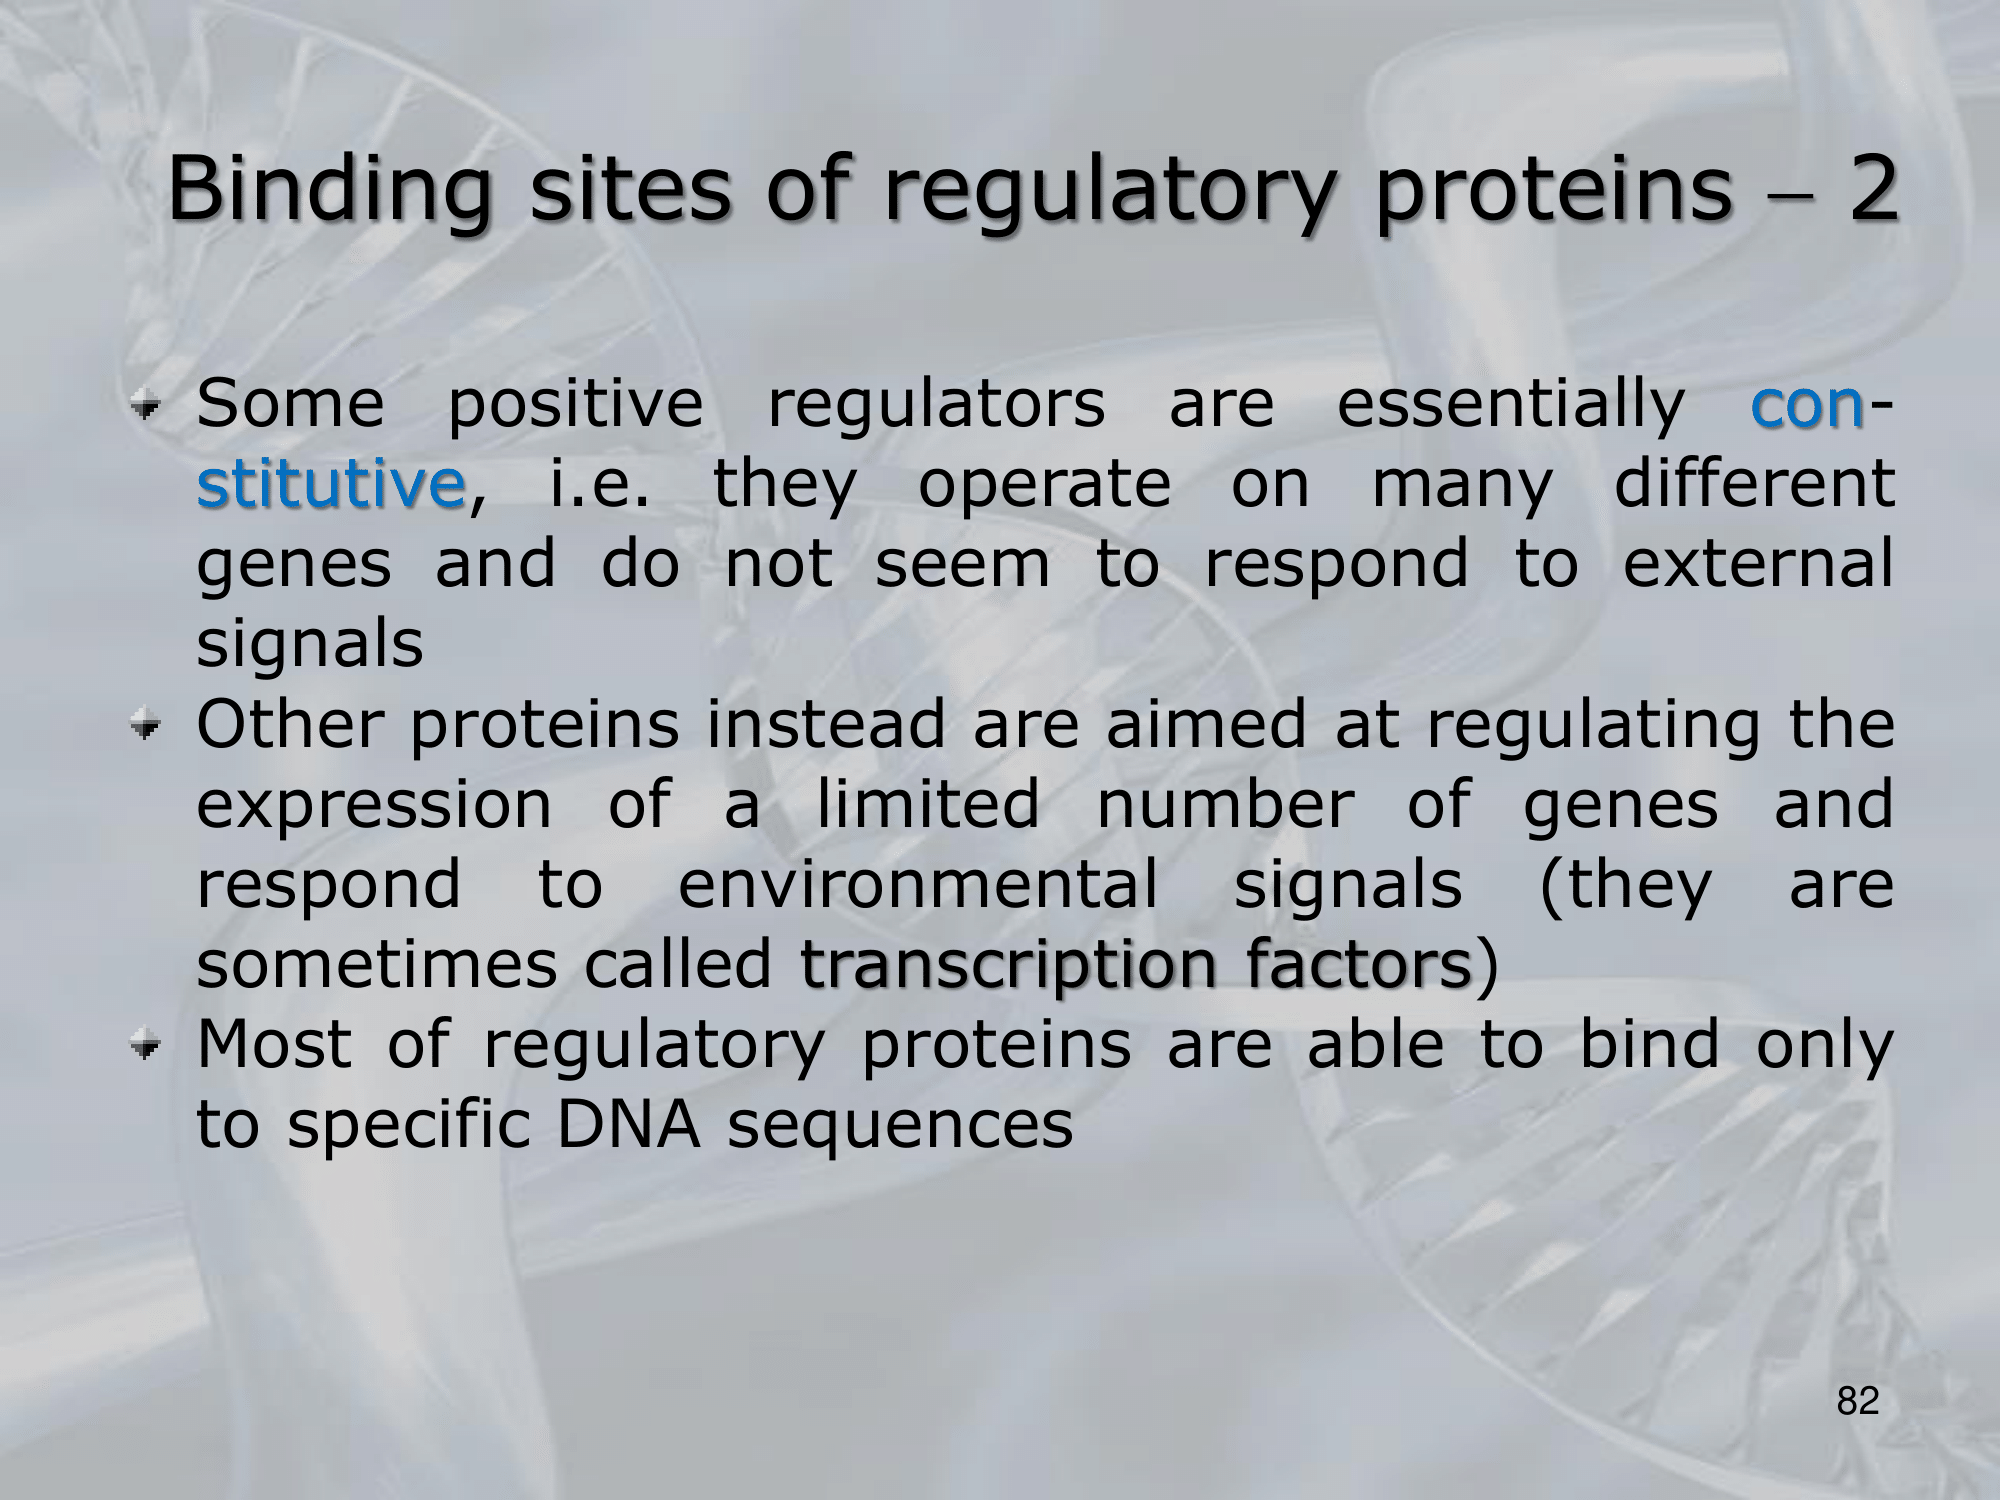 Binding sites of regulatory proteins – 2
Some positive regulators are essentially con-
stitutive, i.e. they operate on many different
genes and do not seem to respond to external
signals
Other proteins instead are aimed at regulating the
expression of a limited number of genes and
respond to environmental signals (they are
sometimes called transcription factors)
Most of regulatory proteins are able to bind only
to specific DNA sequences
82